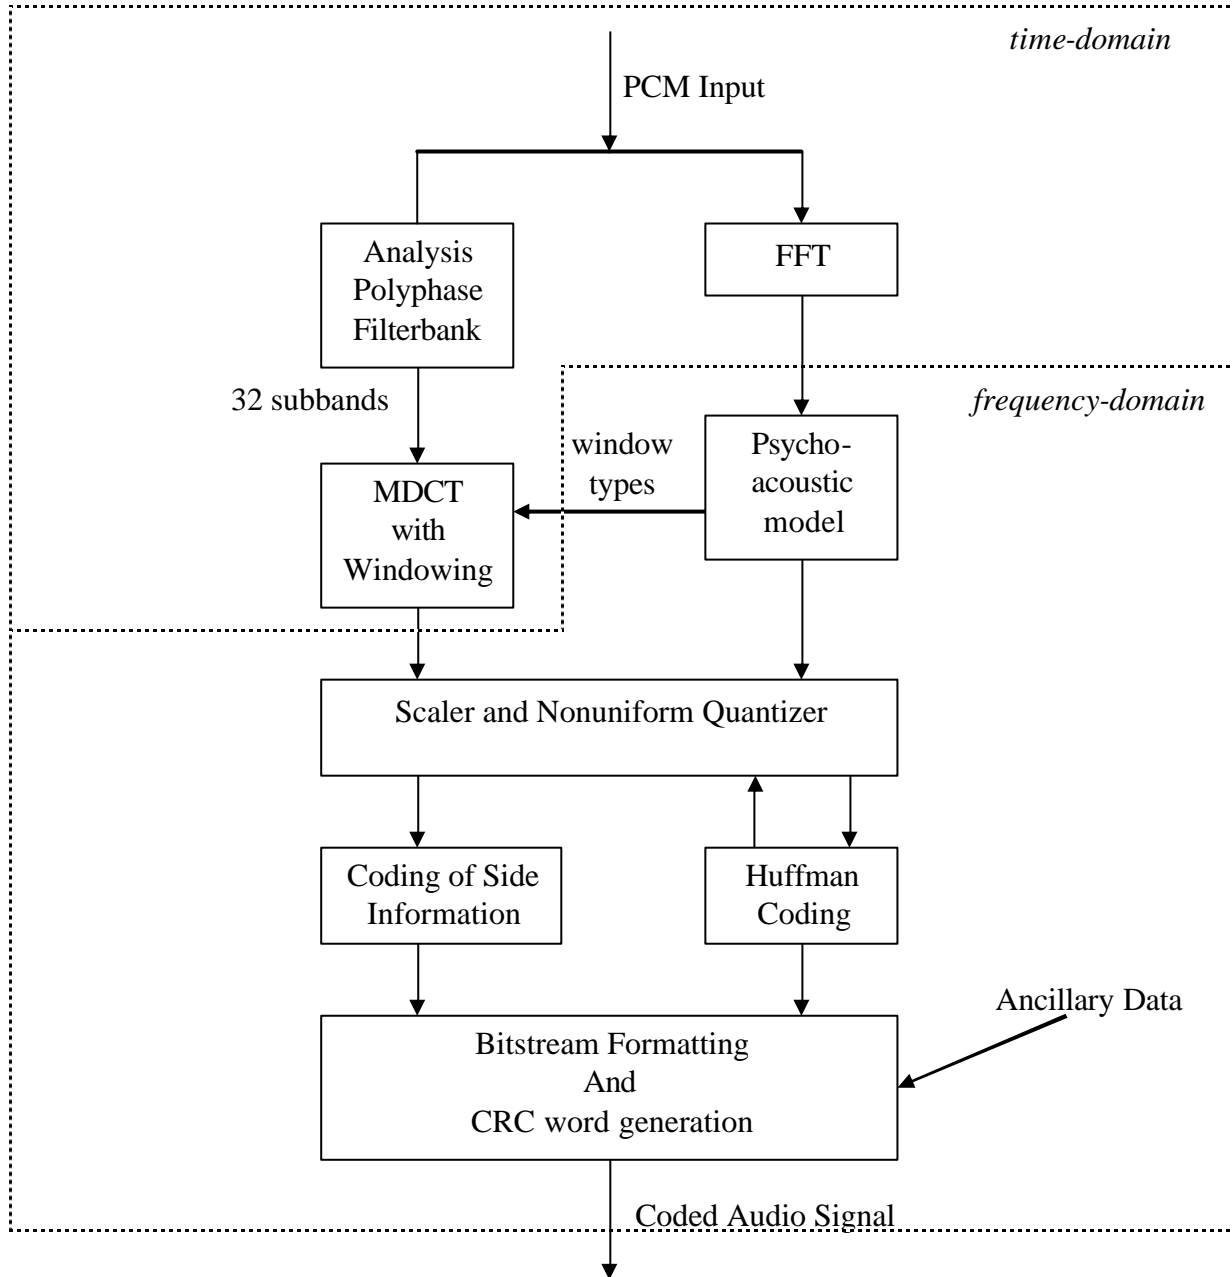 time-domain
PCM Input
Analysis
Polyphase
Filterbank
FFT
32 subbands
frequency-domain
window
types
Psycho-
acoustic
model
MDCT
with
Windowing
Scaler and Nonuniform Quantizer
Coding of Side
Information
Huffman
Coding
Ancillary Data
Bitstream Formatting
And
CRC word generation
Coded Audio Signal